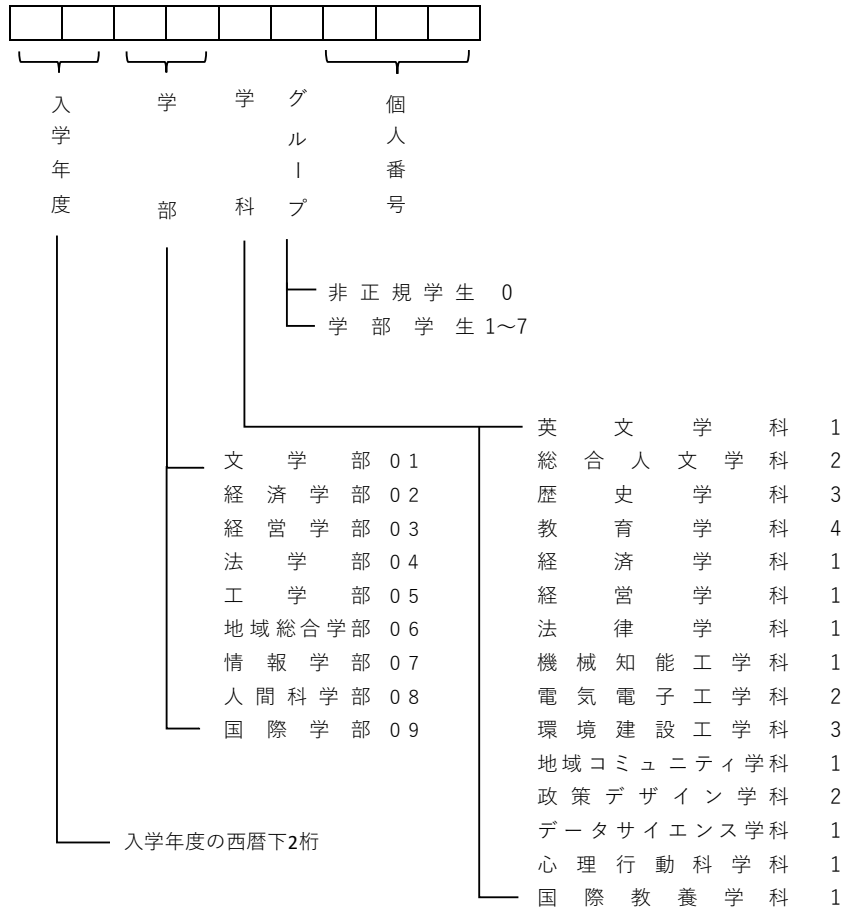 入学年度
学部
学科
グループ
個人番号
非正規学生 0
学部学生 1～7
英文学科 1
総合人文学科 2
歴史学科 3
教育学科 4
経済学科 1
経営学科 1
法律学科 1
機械知能工学科 1
電気電子工学科 2
環境建設工学科 3
地域コミュニティ学科 1
政策デザイン学科 2
データサイエンス学科 1
心理行動科学科 1
国際教養学科 1
文学部 01
経済学部 02
経営学部 03
法学部 04
工学部 05
地域総合学部 06
情報学部 07
人間科学部 08
国際学部 09
入学年度の西暦下2桁